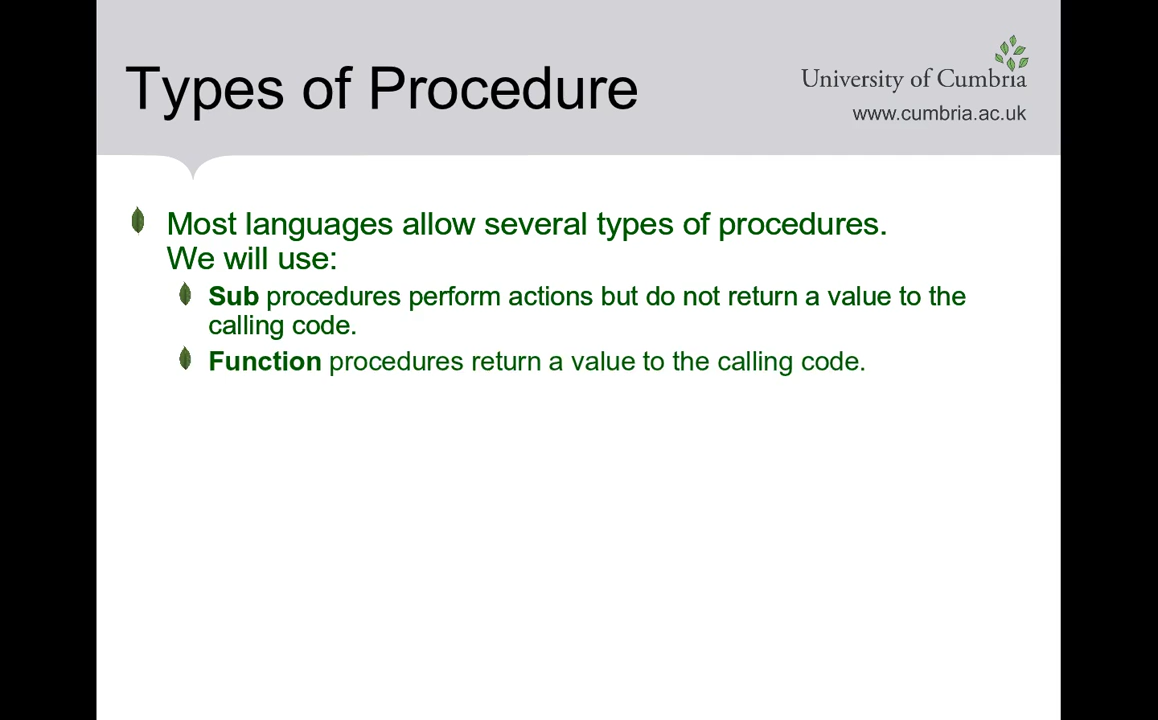 Types of Procedure
University of Cumbria
www.cumbria.ac.uk
Most languages allow several types of procedures.
We will use:
Sub procedures perform actions but do not return a value to the
calling code.
Function procedures return a value to the calling code.